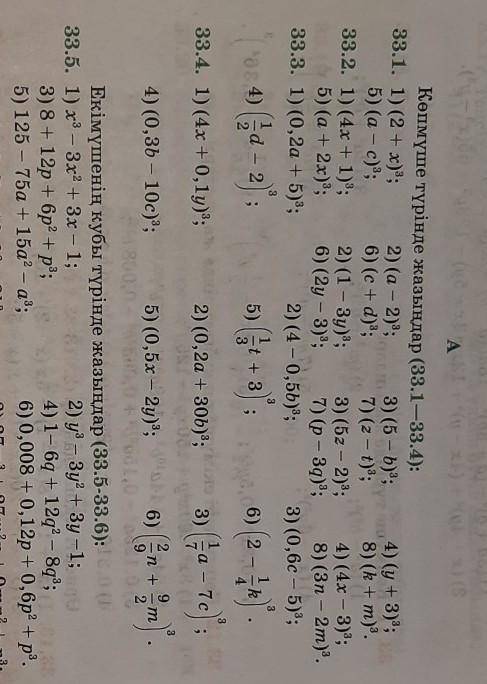 А
Көпмүше түрінде жазыңдар (33.1—33.4):
33.1. 1) (2 + x)³; 2) (a − 2)³; 3) (5 − b)³; 4) (y + 3)³;
5) (a − c)³; 6) (c + d)³; 7) (z − t)³; 8) (k + m)³.
33.2. 1) (4x + 1)³; 2) (1 − 3y)³; 3) (5z − 2)³; 4) (4x − 3)³;
5) (a + 2x)³; 6) (2y − 3)³; 7) (p − 3q)³; 8) (3n − 2m)³.
33.3. 1) (0,2a + 5)³; 2) (4 − 0,5b)³; 3) (0,6c − 5)³;
4) (1/2 d − 2)³; 5) (1/3 t + 3)³; 6) (2 − 1/4 k)³.
33.4. 1) (4x + 0,1y)³; 2) (0,2a + 30b)³; 3) (1/7 a − 7c)³;
4) (0,3b − 10c)³; 5) (0,5x − 2y)³; 6) (2/9 n + 9/2 m)³.
Екімүшенің кубы түрінде жазыңдар (33.5-33.6):
33.5. 1) x³ − 3x² + 3x − 1; 2) y³ − 3y² + 3y − 1;
3) 8 + 12p + 6p² + p³; 4) 1 − 6q + 12q² − 8q³;
5) 125 − 75a + 15a² − a³; 6) 0,008 + 0,12p + 0,6p² + p³.